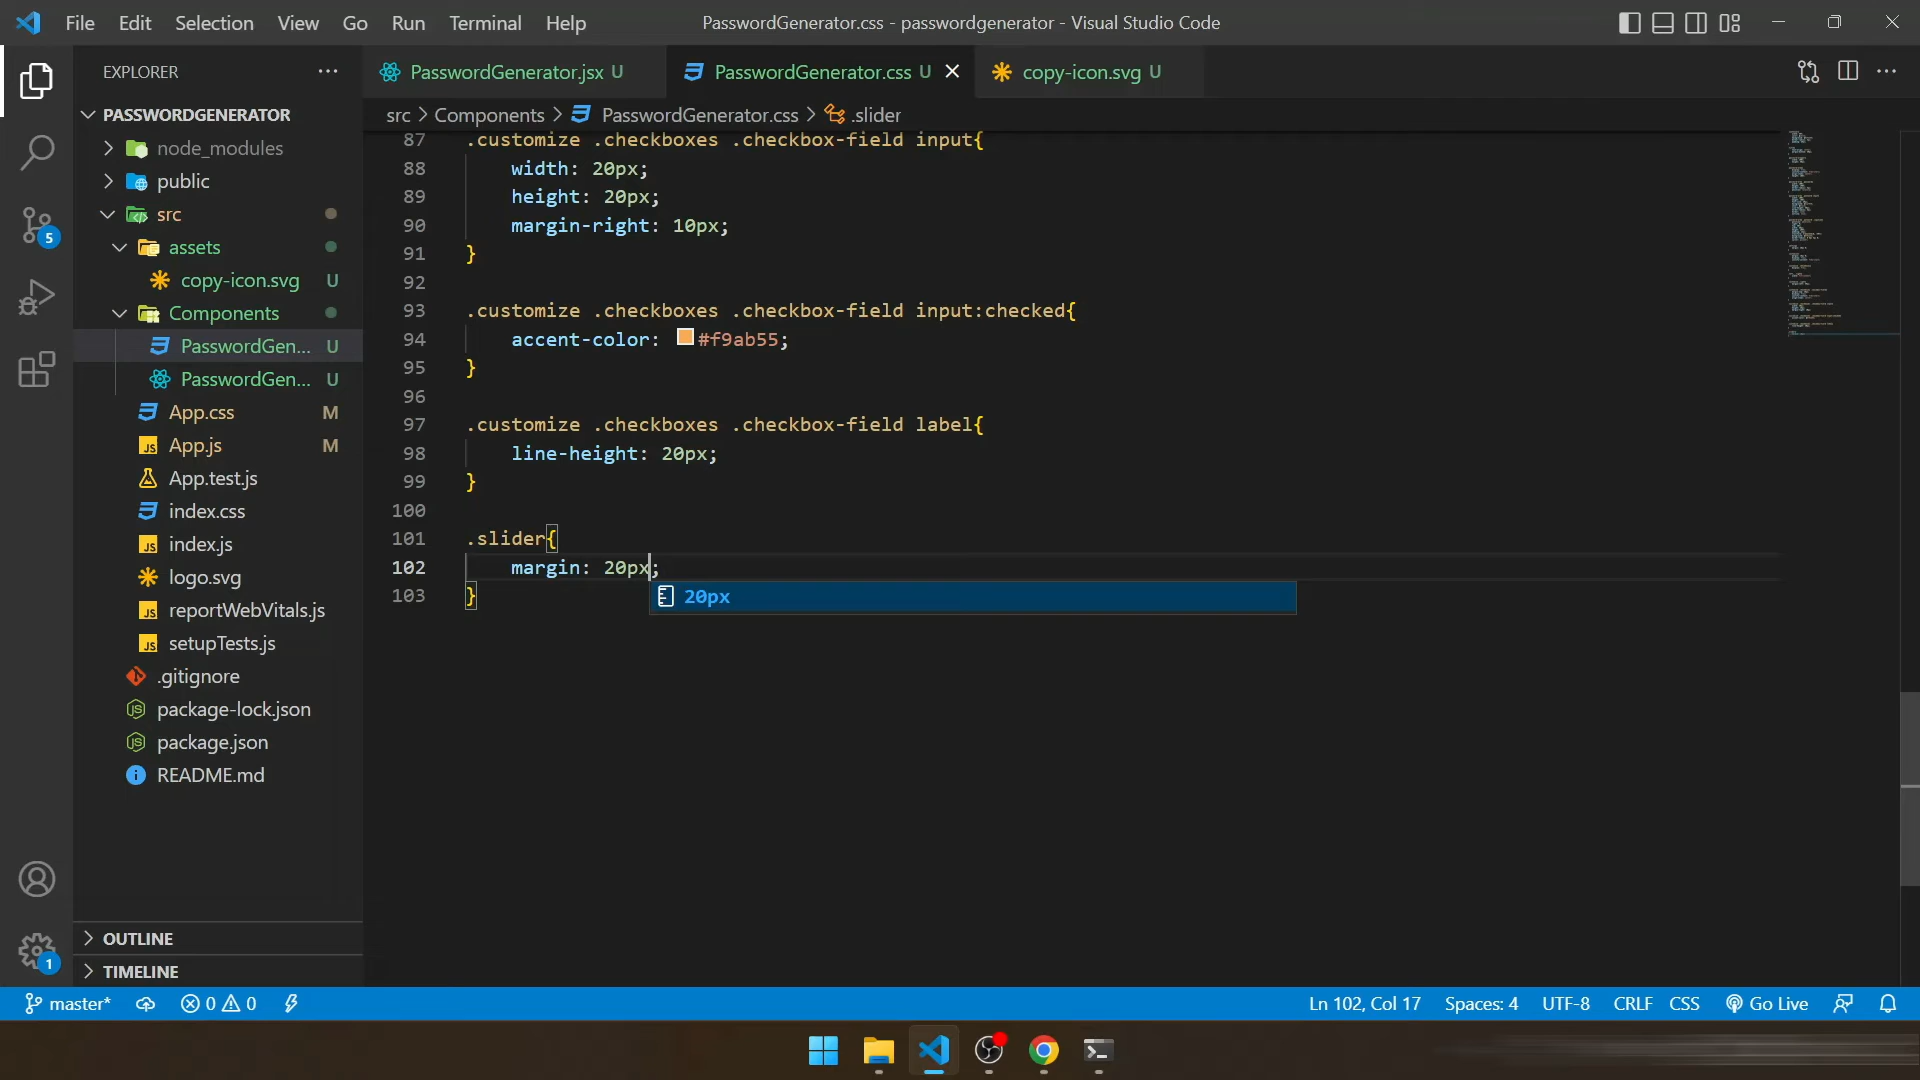 File Edit Selection View Go Run Terminal Help
PasswordGenerator.css - passwordgenerator - Visual Studio Code
EXPLORER
PasswordGenerator.jsx U
PasswordGenerator.css U
copy-icon.svg U
PASSWORDGENERATOR
src > Components > PasswordGenerator.css > .slider
node_modules
public
src
assets
copy-icon.svg U
Components
PasswordGen... U
PasswordGen... U
App.css M
App.js M
App.test.js
index.css
index.js
logo.svg
reportWebVitals.js
setupTests.js
.gitignore
package-lock.json
package.json
README.md
OUTLINE
TIMELINE
5
1
87 .customize .checkboxes .checkbox-field input{
88 width: 20px;
89 height: 20px;
90 margin-right: 10px;
91 }
92
93 .customize .checkboxes .checkbox-field input:checked{
94 accent-color: #f9ab55;
95 }
96
97 .customize .checkboxes .checkbox-field label{
98 line-height: 20px;
99 }
100
101 .slider{
102 margin: 20px;
103 }
20px
master* 0 0
Ln 102, Col 17 Spaces: 4 UTF-8 CRLF CSS Go Live